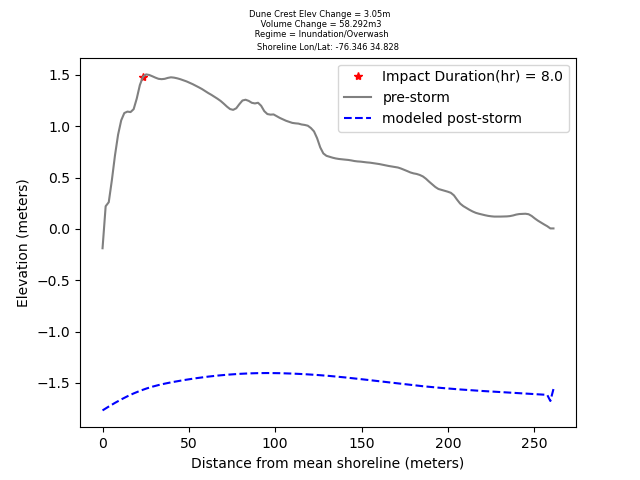 Dune Crest Elev Change = 3.05m
Volume Change = 58.292m3
Regime = Inundation/Overwash
Shoreline Lon/Lat: -76.346 34.828
Impact Duration(hr) = 8.0
pre-storm
modeled post-storm
Elevation (meters)
1.5
1.0
0.5
0.0
−0.5
−1.0
−1.5
0 50 100 150 200 250
Distance from mean shoreline (meters)